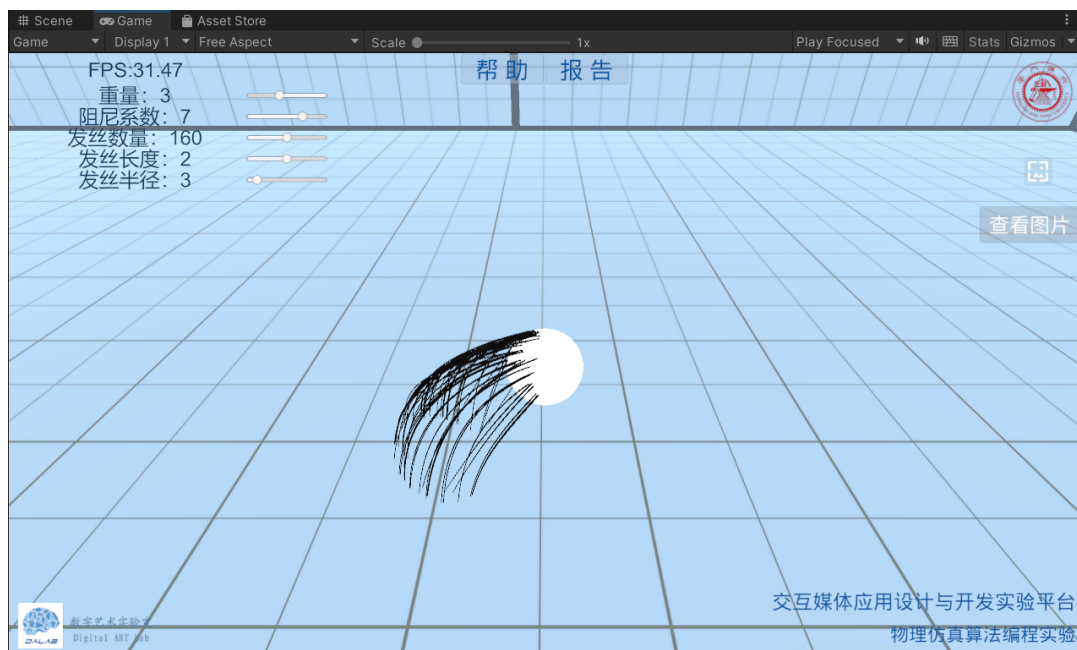 Scene Game Asset Store
Game Display 1 Free Aspect Scale 1x Play Focused Stats Gizmos
FPS:31.47
帮助 报告
重量：3
阻尼系数：7
发丝数量：160
发丝长度：2
发丝半径：3
查看图片
交互媒体应用设计与开发实验平台
数字艺术实验室
DALAB Digital ART Lab
物理仿真算法编程实验